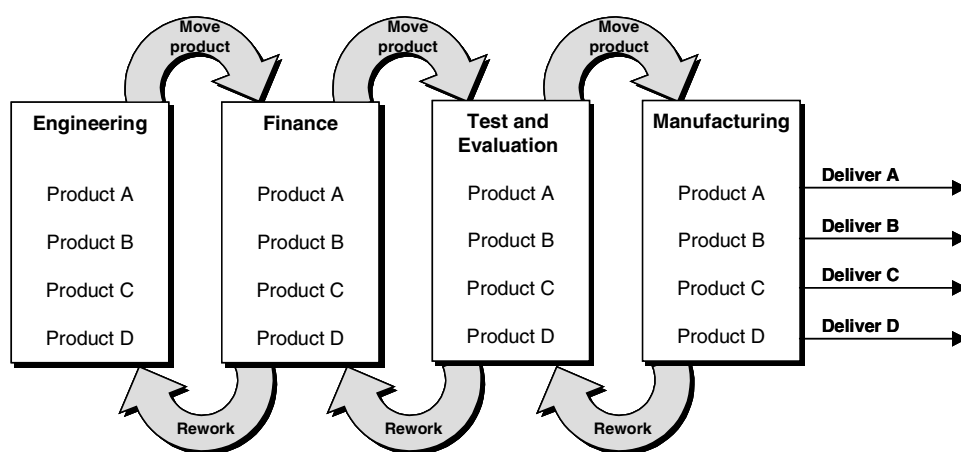 Move
product
Move
product
Move
product
Engineering
Product A
Product B
Product C
Product D
Finance
Product A
Product B
Product C
Product D
Test and
Evaluation
Product A
Product B
Product C
Product D
Manufacturing
Product A
Product B
Product C
Product D
Deliver A
Deliver B
Deliver C
Deliver D
Rework
Rework
Rework